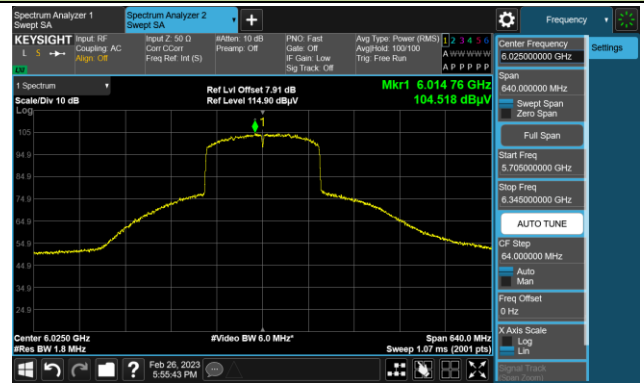 Spectrum Analyzer 1
Swept SA
Spectrum Analyzer 2
Swept SA
Frequency
KEYSIGHT
L S
Input: RF
Coupling: AC
Align: Off
Input Z: 50 Ω
Corr CCorr
Freq Ref: Int (S)
#Atten: 10 dB
Preamp: Off
PNO: Fast
Gate: Off
IF Gain: Low
Sig Track: Off
Avg Type: Power (RMS)
Avg|Hold: 100/100
Trig: Free Run
1 2 3 4 5 6
A W W W W W
A P P P P P
1 Spectrum
Scale/Div 10 dB
Log
Ref Lvl Offset 7.91 dB
Ref Level 114.90 dBµV
Mkr1 6.014 76 GHz
104.518 dBµV
1
105
94.9
84.9
74.9
64.9
54.9
44.9
34.9
24.9
Center 6.0250 GHz
#Res BW 1.8 MHz
#Video BW 6.0 MHz*
Span 640.0 MHz
Sweep 1.07 ms (2001 pts)
Feb 26, 2023
5:55:43 PM
Center Frequency
6.025000000 GHz
Settings
Span
640.000000 MHz
Swept Span
Zero Span
Full Span
Start Freq
5.705000000 GHz
Stop Freq
6.345000000 GHz
AUTO TUNE
CF Step
64.000000 MHz
Auto
Man
Freq Offset
0 Hz
X Axis Scale
Log
Lin
Signal Track
(Span Zoom)